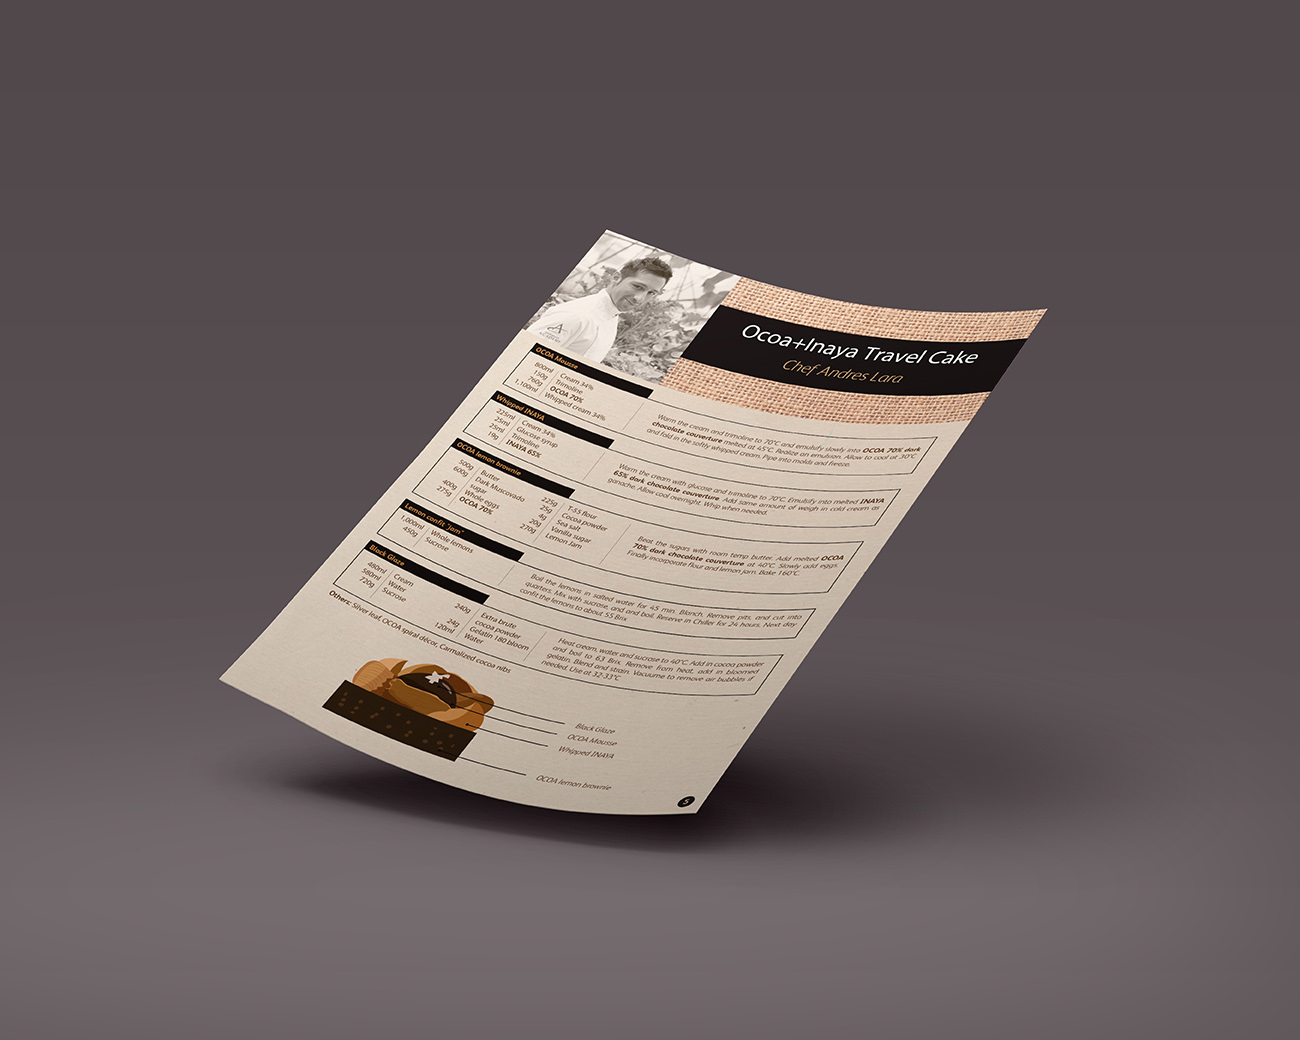 Ocoa+Inaya Travel Cake
Chef Andres Lara
OCOA Mousse
600ml Cream 34%
150g Trimoline
760g OCOA 70%
1,100ml Whipped cream 34%
Warm the cream and trimoline to 70°C and emulsify slowly into OCOA 70% dark
chocolate couverture melted at 45°C. Realize an emulsion. Allow to cool at 30°C
and fold in the softly whipped cream. Pipe into molds and freeze.
Whipped INAYA
225ml Cream 34%
25ml Glucose syrup
25ml Trimoline
19g INAYA 65%
Warm the cream with glucose and trimoline to 70°C. Emulsify into melted INAYA
65% dark chocolate couverture. Add same amount of weigh in cold cream as
ganache. Allow cool overnight. Whip when needed.
OCOA lemon brownie
500g Butter
600g Dark Muscovado
sugar
400g Whole eggs
275g OCOA 70%
225g T-55 flour
25g Cocoa powder
4g Sea salt
20g Vanilla sugar
270g Lemon Jam
Beat the sugars with room temp butter. Add melted OCOA
70% dark chocolate couverture at 40°C. Slowly add eggs.
Finally incorporate flour and lemon jam. Bake 160°C.
Lemon confit "jam"
1,000ml Whole lemons
450g Sucrose
Boil the lemons in salted water for 45 min. Blanch. Remove pits, and cut into
quarters. Mix with sucrose, and and boil. Reserve in Chiller for 24 hours. Next day
confit the lemons to about 55 Brix
Black Glaze
480ml Cream
580ml Water
720g Sucrose
240g Extra brute
cocoa powder
24g Gelatin 180 bloom
120ml Water
Heat cream, water and sucrose to 40°C. Add in cocoa powder
and boil to 63 Brix. Remove from heat, add in bloomed
gelatin. Blend and strain. Vacuume to remove air bubbles if
needed. Use at 32-33°C
Others: Silver leaf, OCOA spiral décor, Carmalized cocoa nibs
Black Glaze
OCOA Mousse
Whipped INAYA
OCOA lemon brownie
5